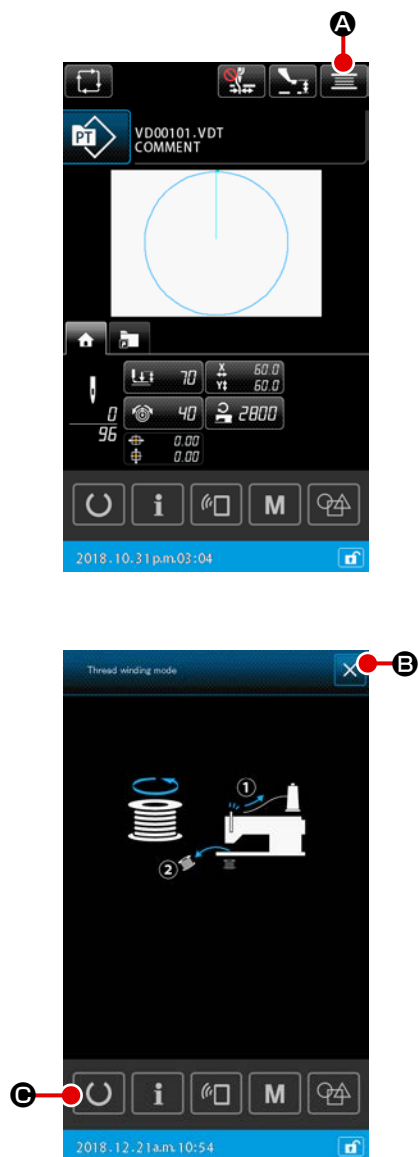 A
PT
VD00101.VDT
COMMENT
P
70
X 60.0
Y 60.0
0
96
40
2800
0.00
0.00
i
M
2018.10.31p.m.03:04
Thread winding mode
B
1
2
C
i
M
2018.12.21a.m.10:54